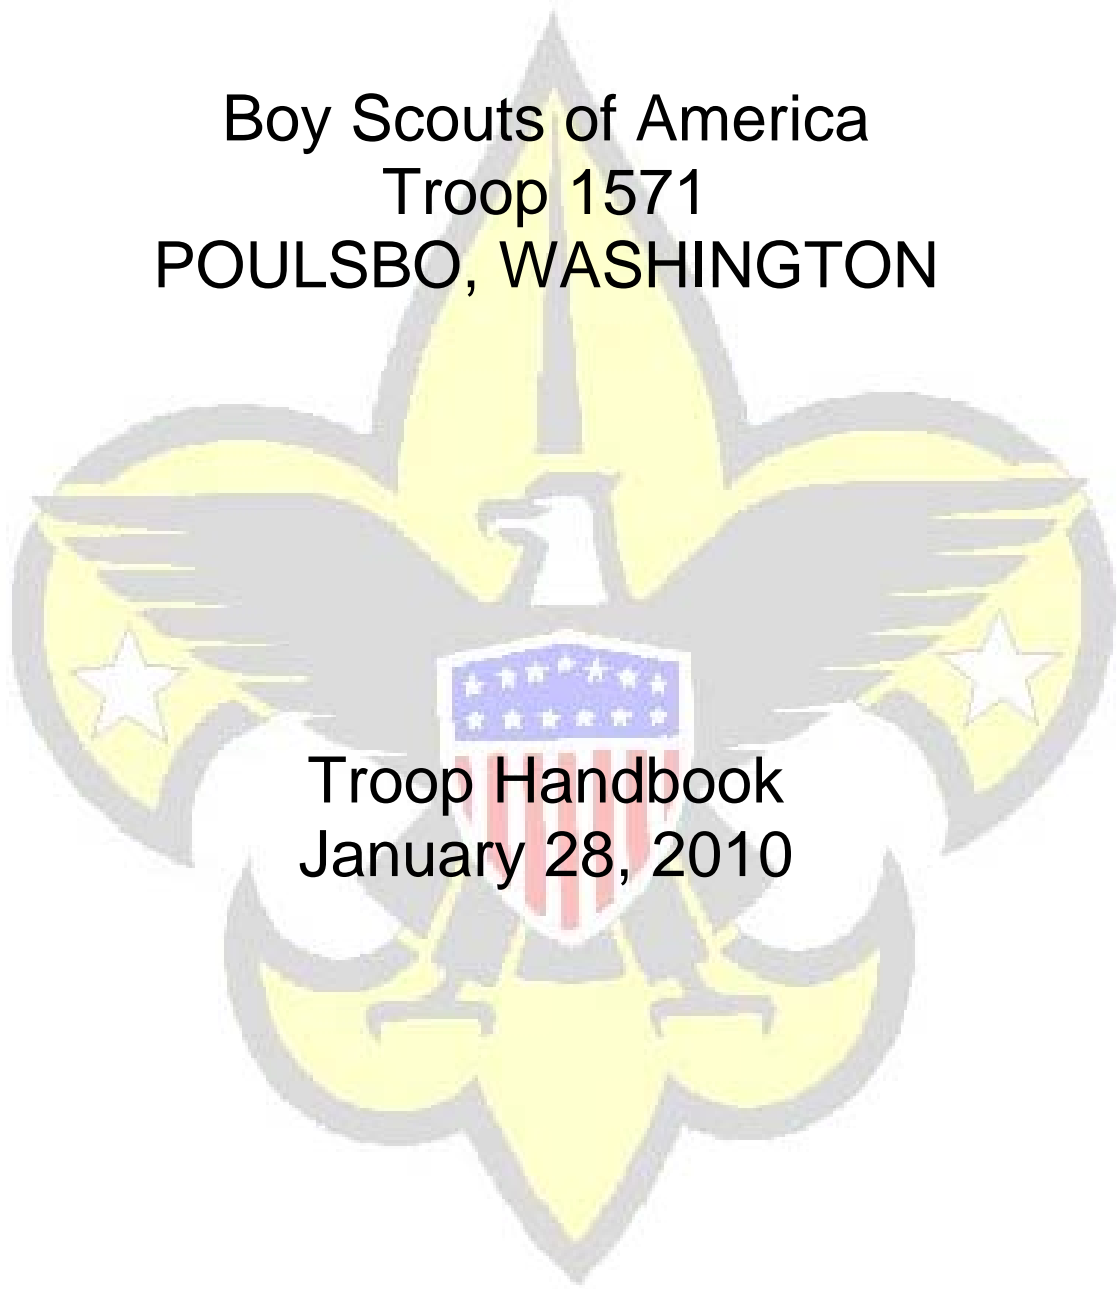 Boy Scouts of America
Troop 1571
POULSBO, WASHINGTON
Troop Handbook
January 28, 2010